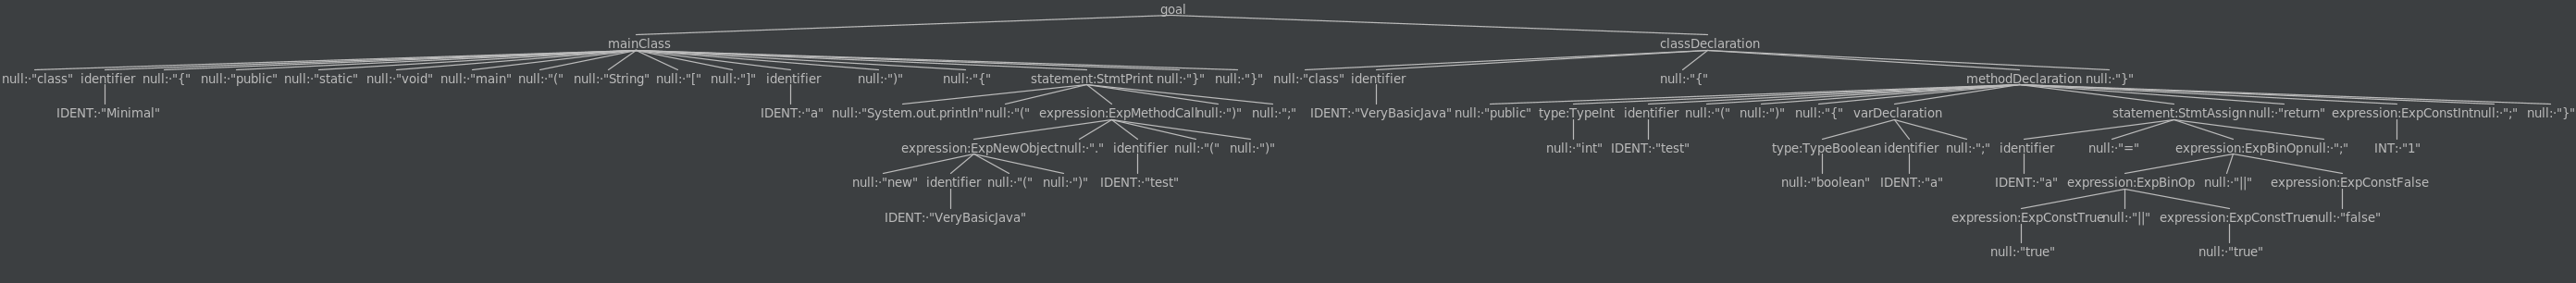 goal
mainClass classDeclaration
null:·"class" identifier null:·"{" null:·"public" null:·"static" null:·"void" null:·"main" null:·"(" null:·"String" null:·"[" null:·"]" identifier null:·")" null:·"{" statement:StmtPrint null:·"}" null:·"}" null:·"class" identifier null:·"{" methodDeclaration null:·"}"
IDENT:·"Minimal" IDENT:·"a" null:·"System.out.println" null:·"(" expression:ExpMethodCall null:·")" null:·";" IDENT:·"VeryBasicJava" null:·"public" type:TypeInt identifier null:·"(" null:·")" null:·"{" varDeclaration statement:StmtAssign null:·"return" expression:ExpConstInt null:·";" null:·"}"
expression:ExpNewObject null:·"." identifier null:·"(" null:·")" null:·"int" IDENT:·"test" type:TypeBoolean identifier null:·";" identifier null:·"=" expression:ExpBinOp null:·";" INT:·"1"
null:·"new" identifier null:·"(" null:·")" IDENT:·"test" null:·"boolean" IDENT:·"a" IDENT:·"a" expression:ExpBinOp null:·"||" expression:ExpConstFalse
IDENT:·"VeryBasicJava" expression:ExpConstTrue null:·"||" expression:ExpConstTrue null:·"false"
null:·"true" null:·"true"